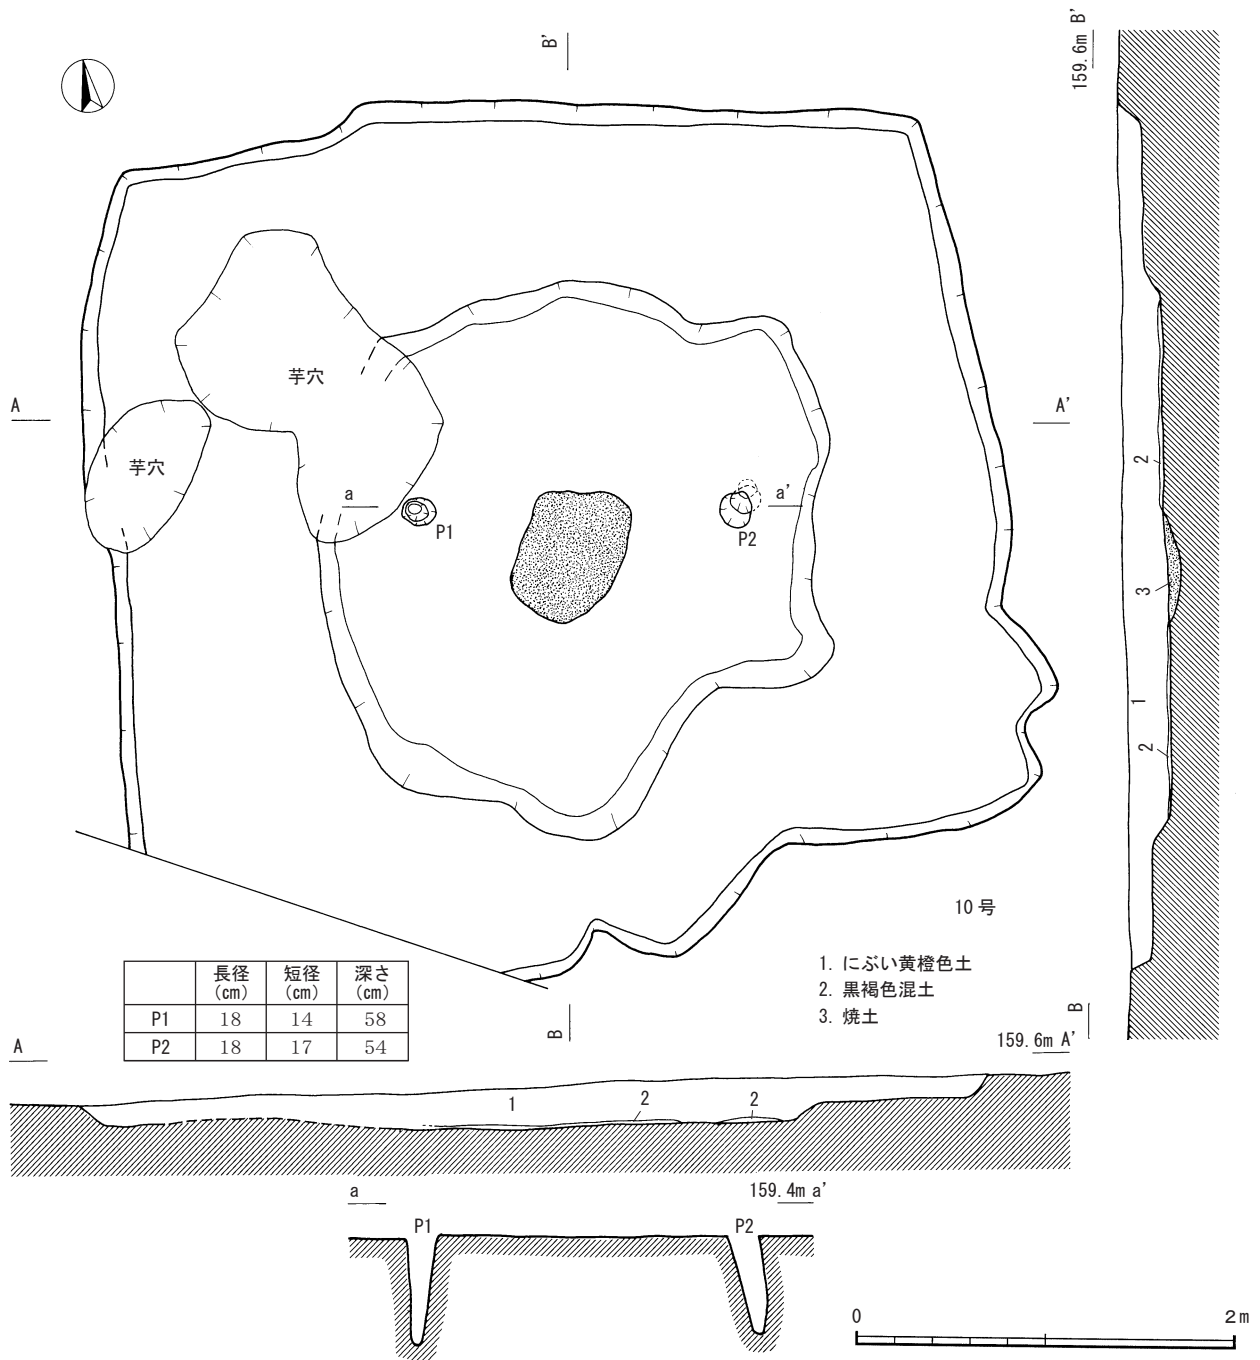 B'
159.6m B'
芋穴
A
A'
芋穴
a
a'
P1
P2
2
3
1
2
10号
1. にぶい黄橙色土
2. 黒褐色混土
3. 焼土
長径 (cm) 短径 (cm) 深さ (cm)
P1 18 14 58
P2 18 17 54
B
B
A
159.6m A'
1
2
2
a
159.4m a'
P1
P2
0
2m